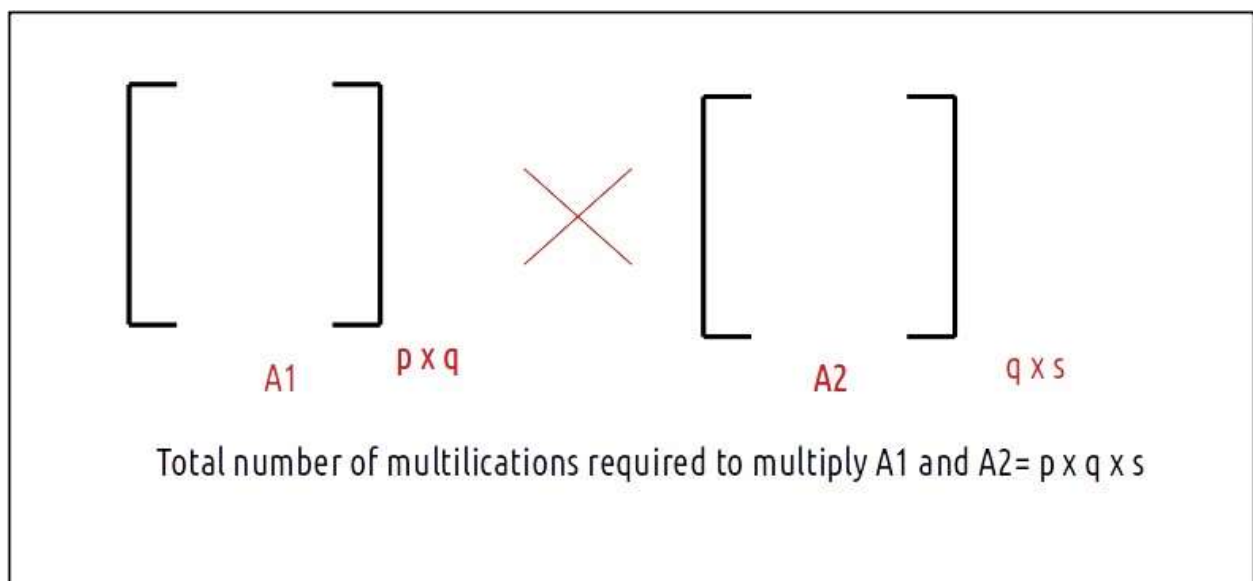 A1
p x q
A2
q x s
Total number of multilications required to multiply A1 and A2= p x q x s